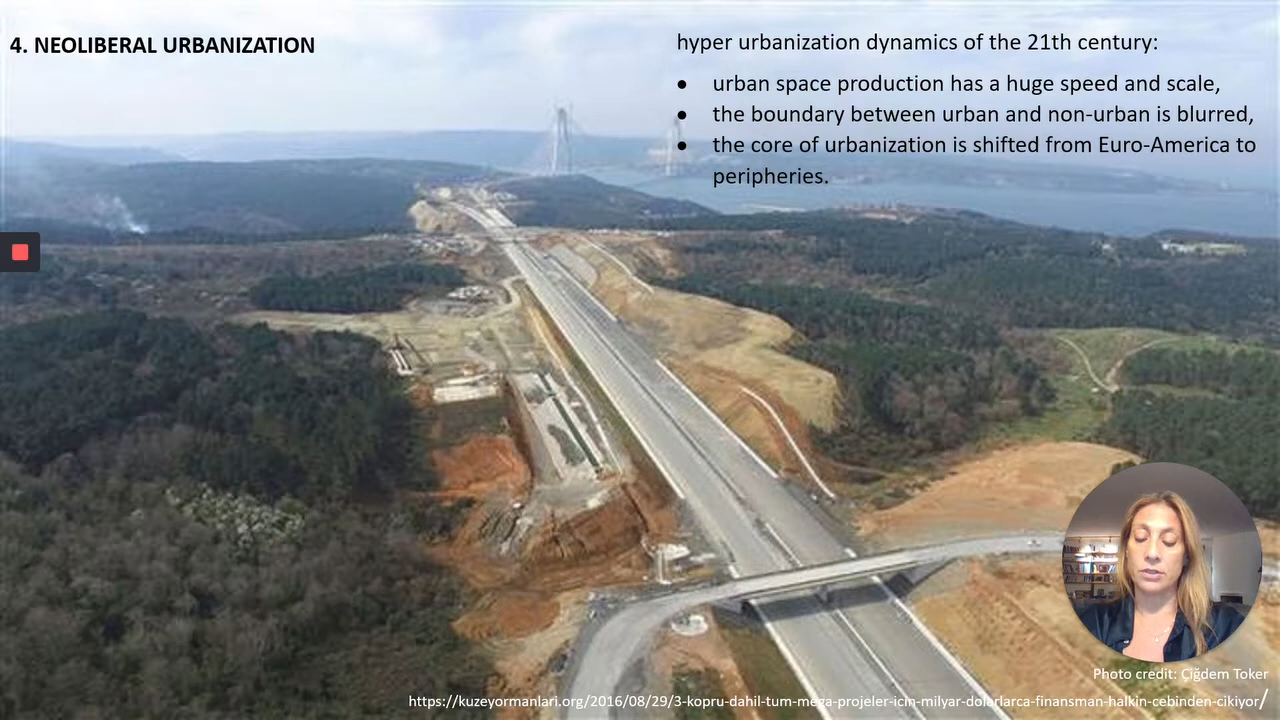 4. NEOLIBERAL URBANIZATION
hyper urbanization dynamics of the 21th century:
• urban space production has a huge speed and scale,
• the boundary between urban and non-urban is blurred,
• the core of urbanization is shifted from Euro-America to
peripheries.
Photo credit: Çiğdem Toker
https://kuzeyormanlari.org/2016/08/29/3-kopru-dahil-tum-mega-projeler-icin-milyar-dolarlarca-finansman-halkin-cebinden-cikiyor/